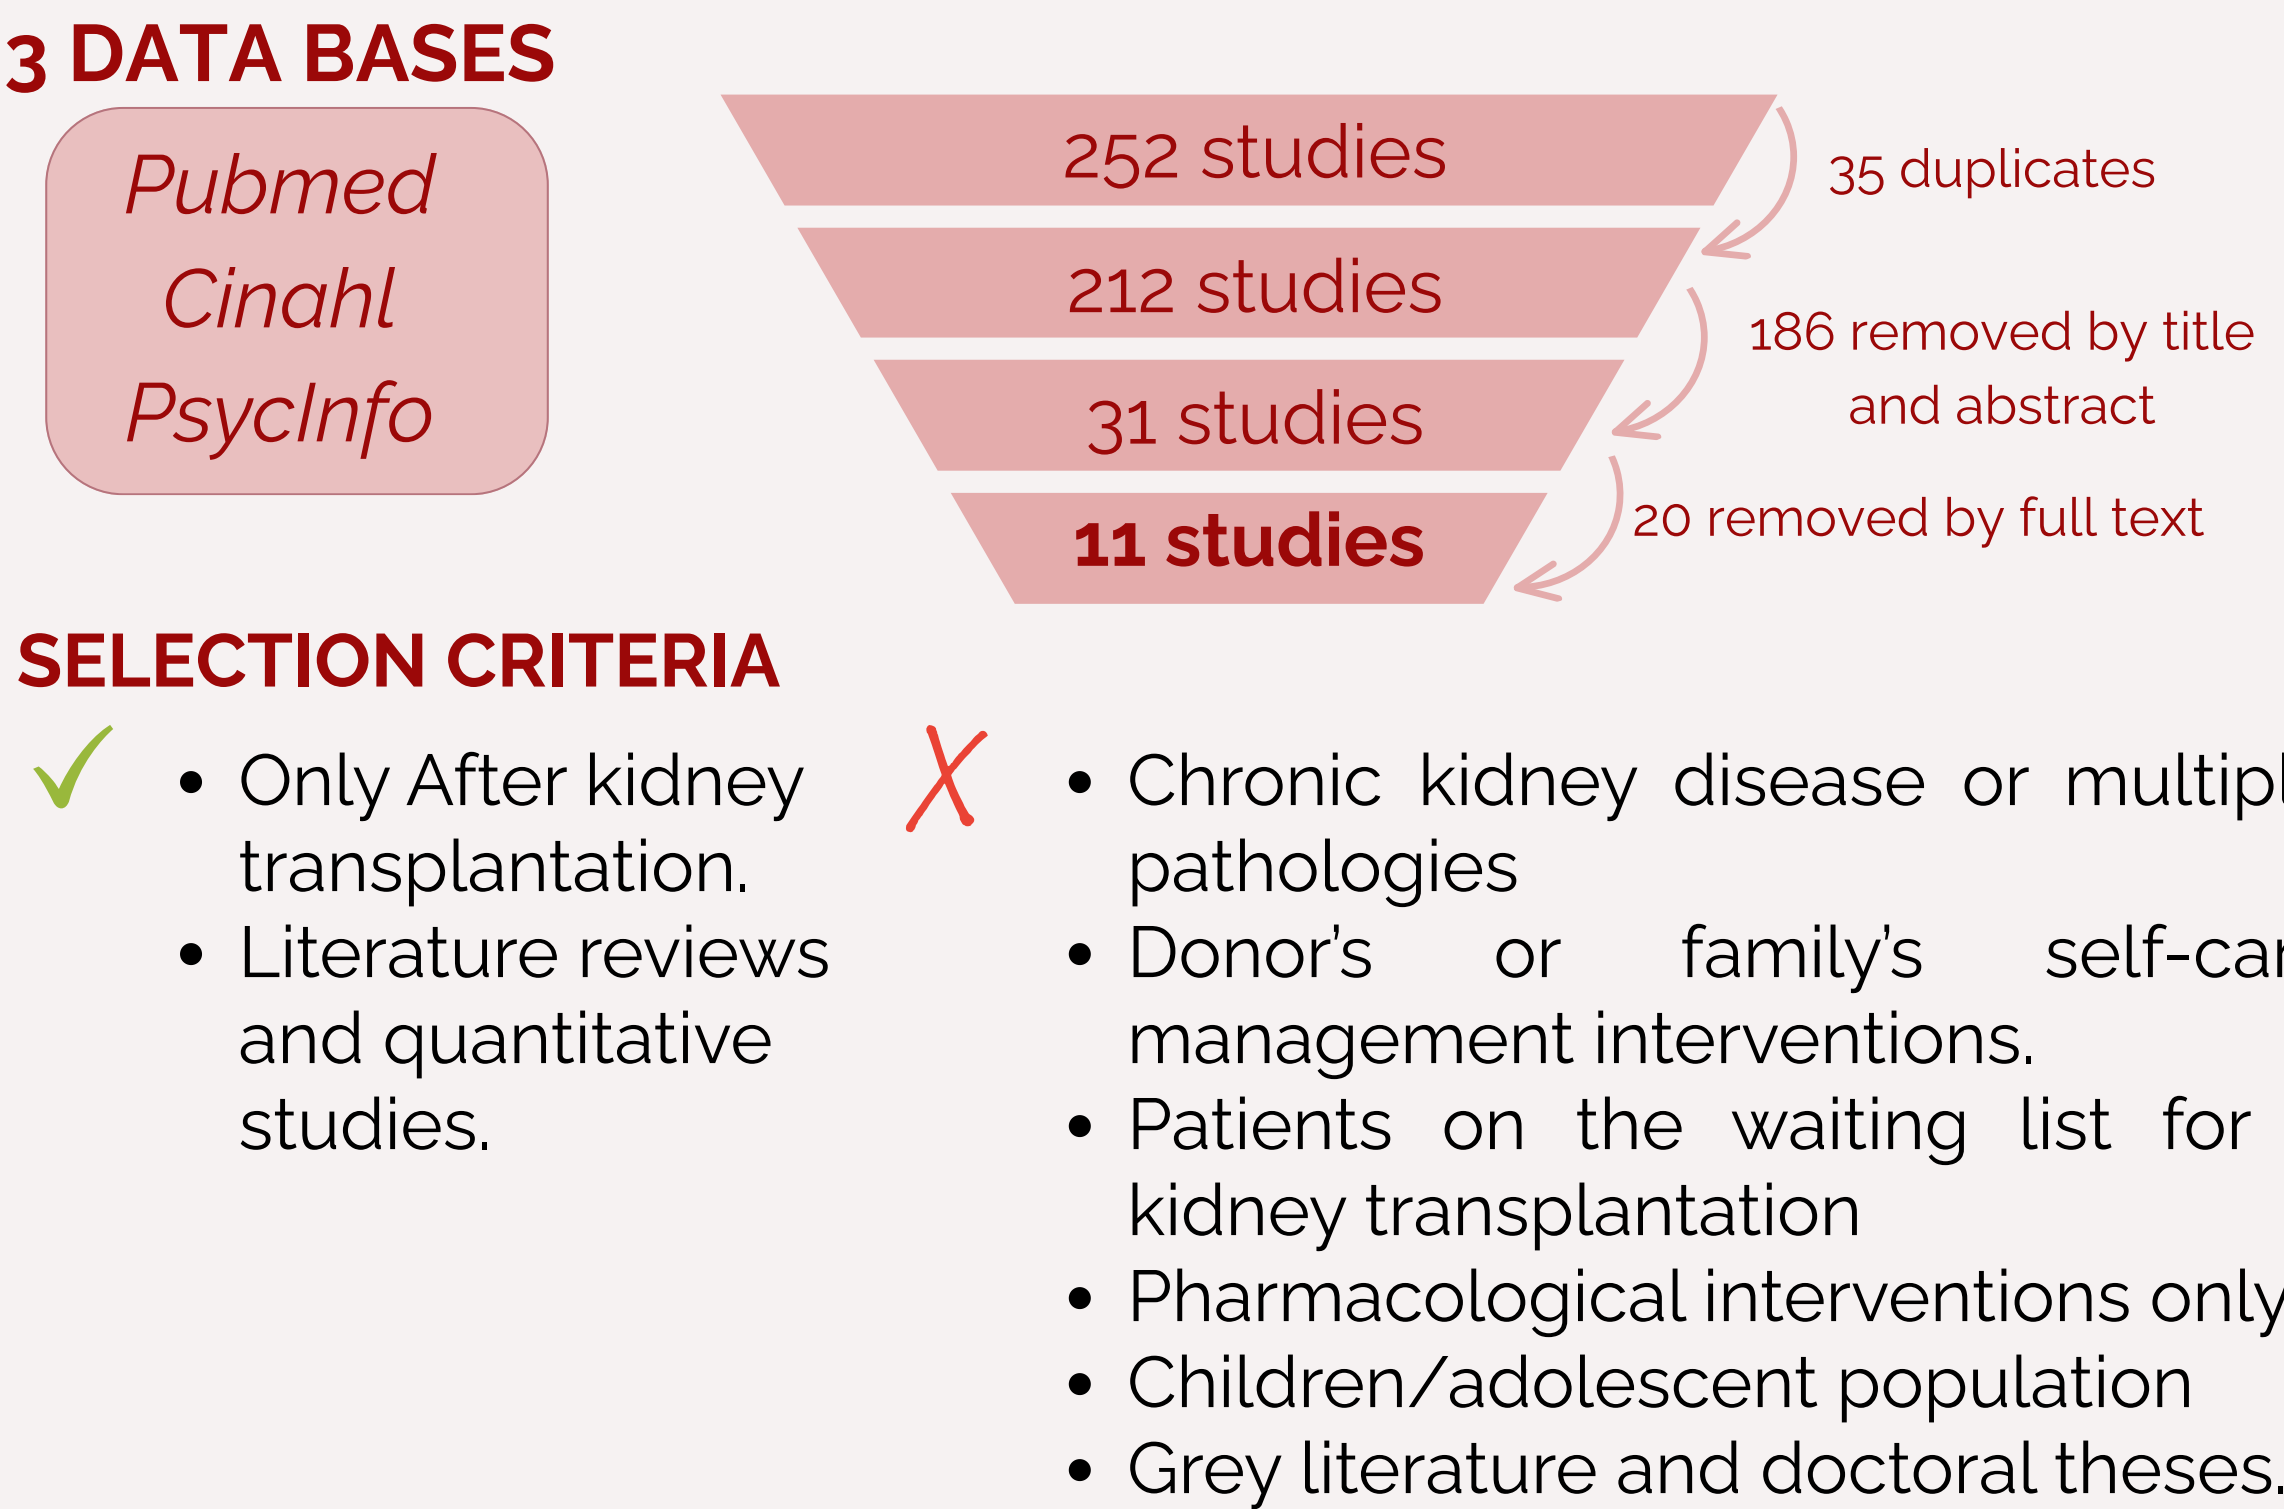 3 DATA BASES
Pubmed
Cinahl
PsycInfo
252 studies
35 duplicates
212 studies
186 removed by title
and abstract
31 studies
20 removed by full text
11 studies
SELECTION CRITERIA
• Only After kidney
transplantation.
• Literature reviews
and quantitative
studies.
• Chronic kidney disease or
pathologies
• Donor’s or family’s
management interventions.
• Patients on the waiting list for
kidney transplantation
• Pharmacological interventions only
• Children/adolescent population
• Grey literature and doctoral theses.